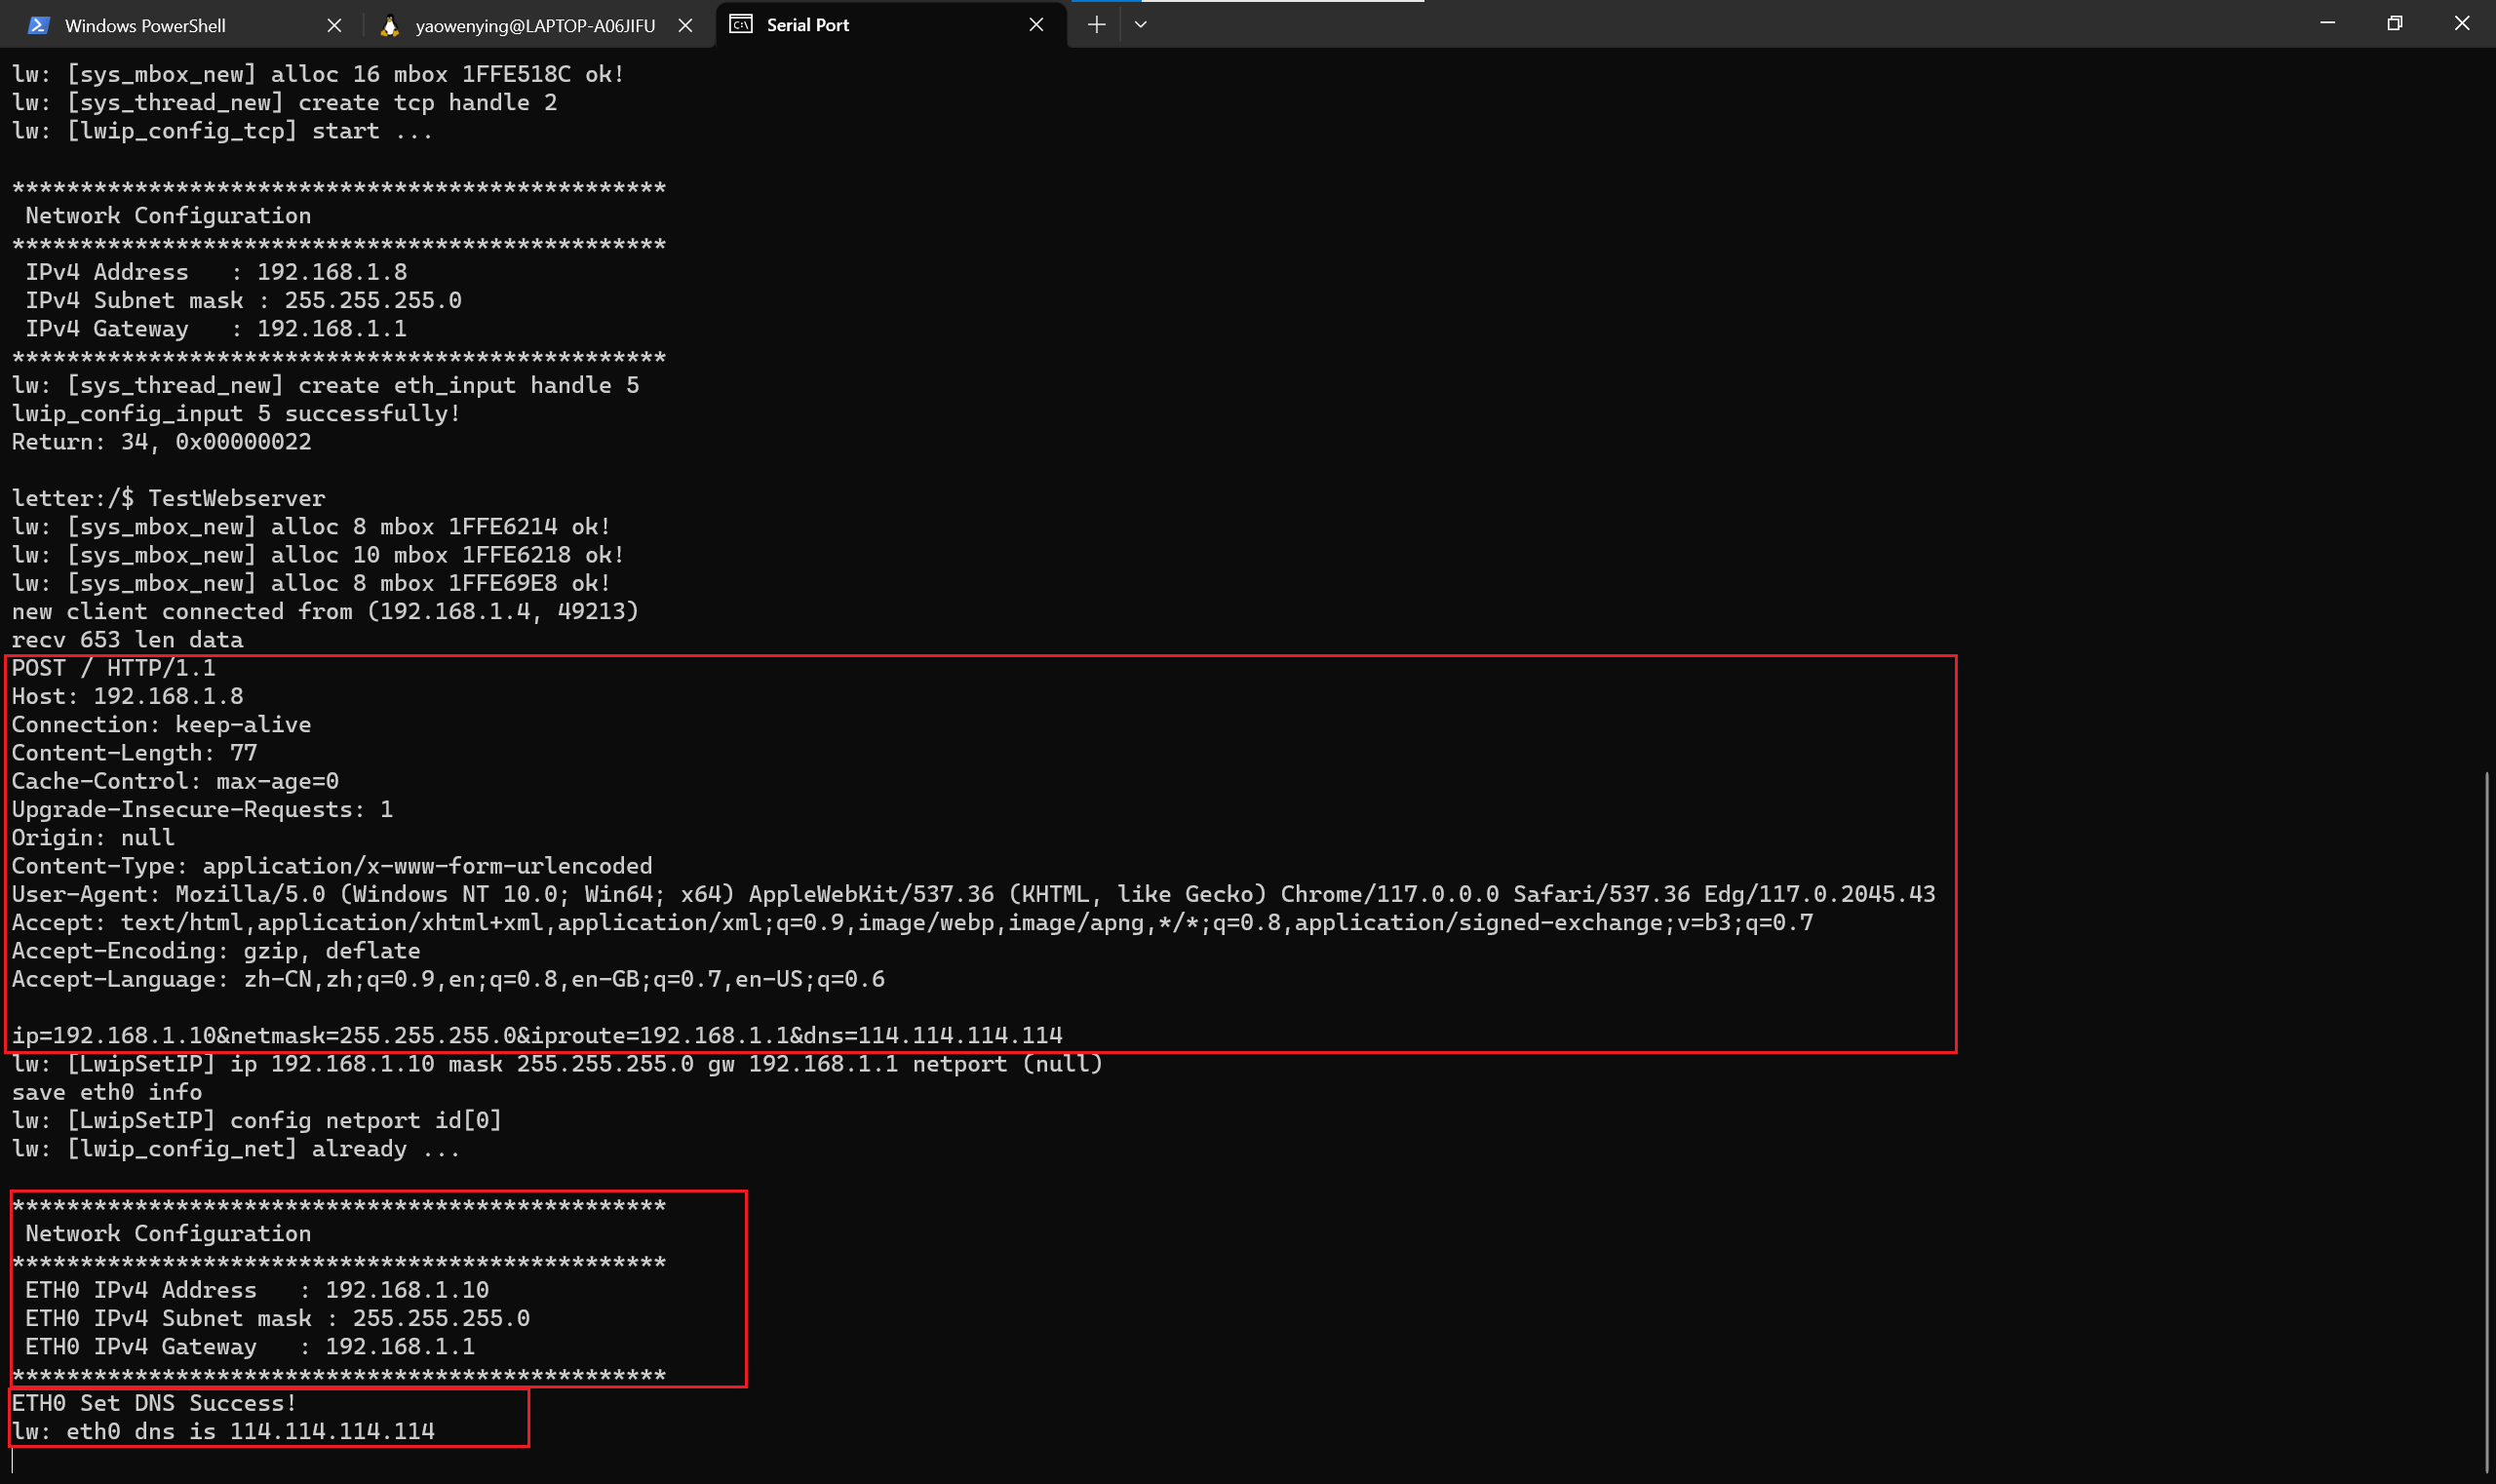 Windows PowerShell
yaowenying@LAPTOP-A06JIFU
Serial Port
lw: [sys_mbox_new] alloc 16 mbox 1FFE518C ok!
lw: [sys_thread_new] create tcp handle 2
lw: [lwip_config_tcp] start ...
************************************************
 Network Configuration
************************************************
 IPv4 Address   : 192.168.1.8
 IPv4 Subnet mask : 255.255.255.0
 IPv4 Gateway   : 192.168.1.1
************************************************
lw: [sys_thread_new] create eth_input handle 5
lwip_config_input 5 successfully!
Return: 34, 0x00000022
letter:/$ TestWebserver
lw: [sys_mbox_new] alloc 8 mbox 1FFE6214 ok!
lw: [sys_mbox_new] alloc 10 mbox 1FFE6218 ok!
lw: [sys_mbox_new] alloc 8 mbox 1FFE69E8 ok!
new client connected from (192.168.1.4, 49213)
recv 653 len data
POST / HTTP/1.1
Host: 192.168.1.8
Connection: keep-alive
Content-Length: 77
Cache-Control: max-age=0
Upgrade-Insecure-Requests: 1
Origin: null
Content-Type: application/x-www-form-urlencoded
User-Agent: Mozilla/5.0 (Windows NT 10.0; Win64; x64) AppleWebKit/537.36 (KHTML, like Gecko) Chrome/117.0.0.0 Safari/537.36 Edg/117.0.2045.43
Accept: text/html,application/xhtml+xml,application/xml;q=0.9,image/webp,image/apng,*/*;q=0.8,application/signed-exchange;v=b3;q=0.7
Accept-Encoding: gzip, deflate
Accept-Language: zh-CN,zh;q=0.9,en;q=0.8,en-GB;q=0.7,en-US;q=0.6
ip=192.168.1.10&netmask=255.255.255.0&iproute=192.168.1.1&dns=114.114.114.114
lw: [LwipSetIP] ip 192.168.1.10 mask 255.255.255.0 gw 192.168.1.1 netport (null)
save eth0 info
lw: [LwipSetIP] config netport id[0]
lw: [lwip_config_net] already ...
************************************************
 Network Configuration
************************************************
 ETH0 IPv4 Address   : 192.168.1.10
 ETH0 IPv4 Subnet mask : 255.255.255.0
 ETH0 IPv4 Gateway   : 192.168.1.1
************************************************
ETH0 Set DNS Success!
lw: eth0 dns is 114.114.114.114